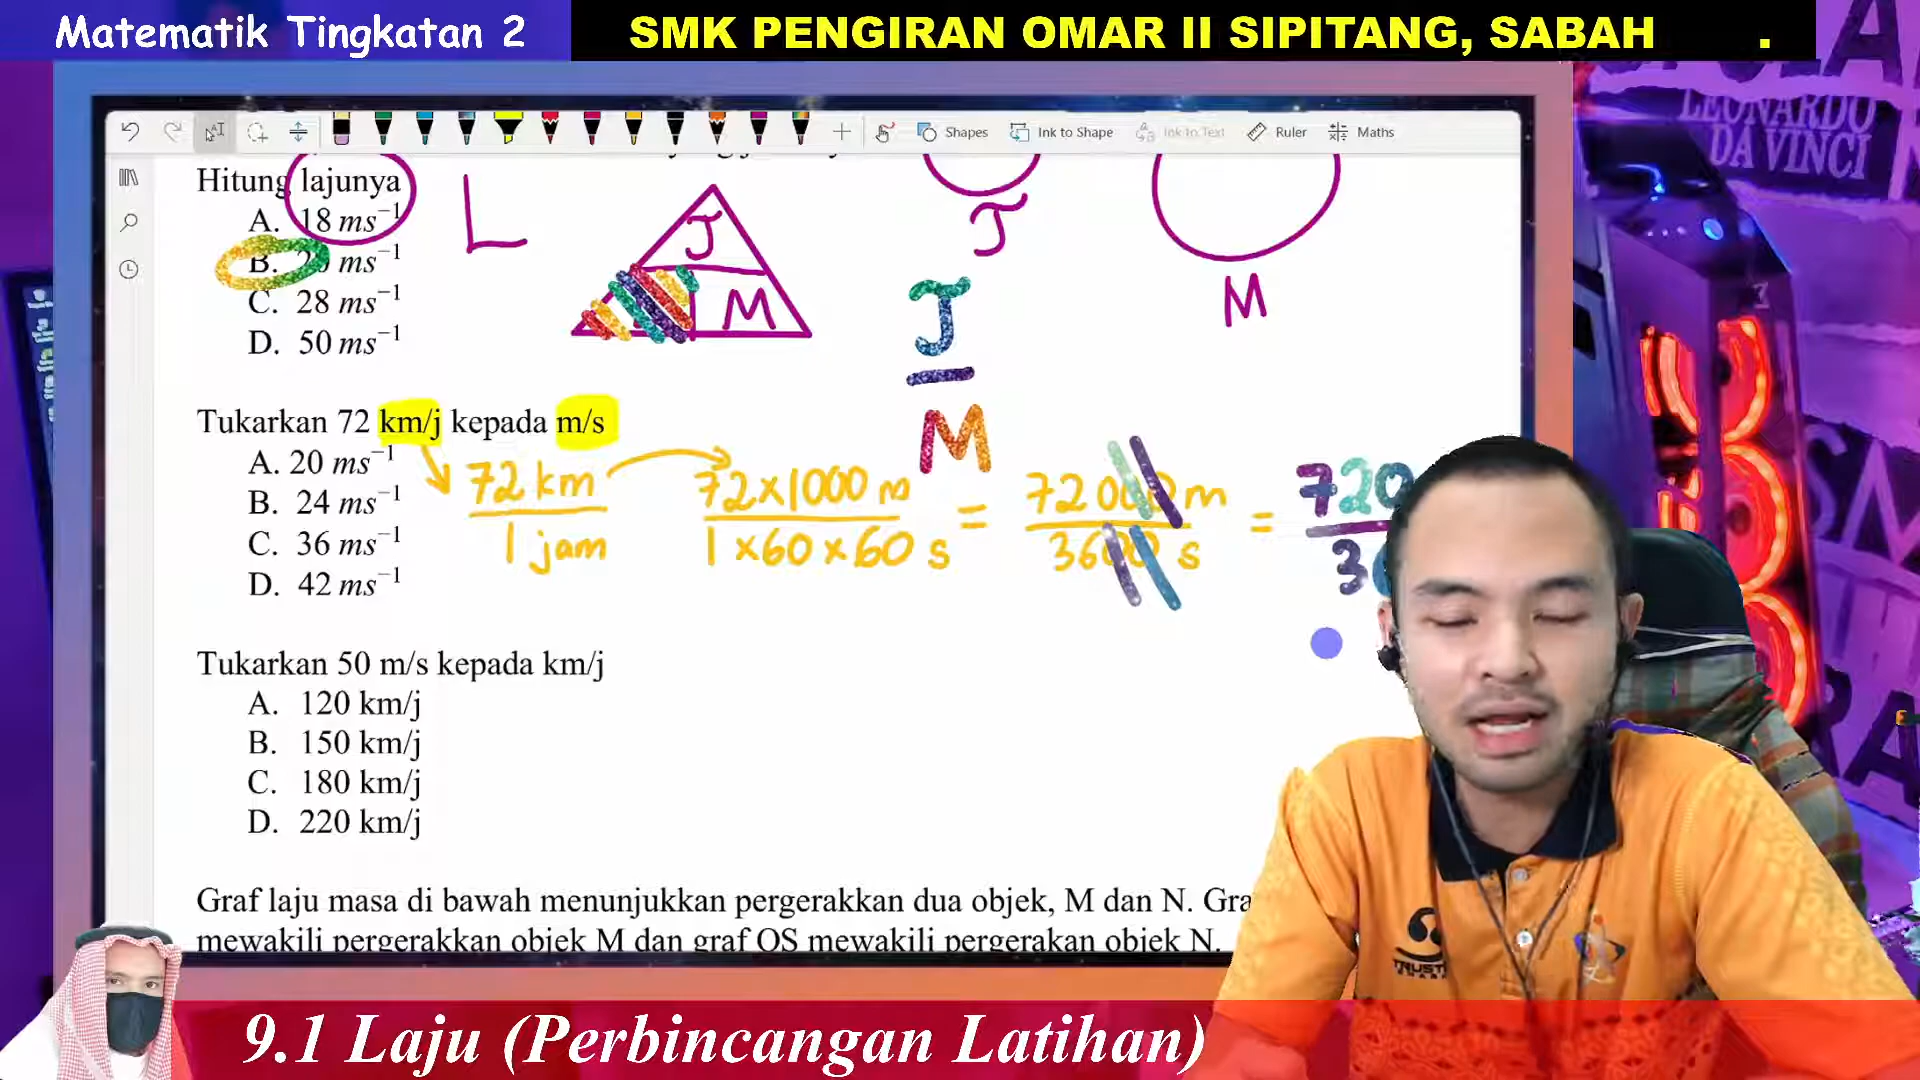 Matematik Tingkatan 2
SMK PENGIRAN OMAR II SIPITANG, SABAH .
LEONARDO
DA VINCI
Shapes
Ink to Shape
Ink to Text
Ruler
Maths
Hitung lajunya
A. 18 ms⁻¹
B. ms⁻¹
C. 28 ms⁻¹
D. 50 ms⁻¹
L
J
M
J
M
J
M
Tukarkan 72 km/j kepada m/s
A. 20 ms⁻¹
B. 24 ms⁻¹
C. 36 ms⁻¹
D. 42 ms⁻¹
72 km
1 jam
72×1000 m
1 × 60 × 60 s
=
72000 m
3600 s
=
720
36
Tukarkan 50 m/s kepada km/j
A. 120 km/j
B. 150 km/j
C. 180 km/j
D. 220 km/j
Graf laju masa di bawah menunjukkan pergerakkan dua objek, M dan N. Gra
mewakili pergerakkan objek M dan graf OS mewakili pergerakan objek N.
9.1 Laju (Perbincangan Latihan)